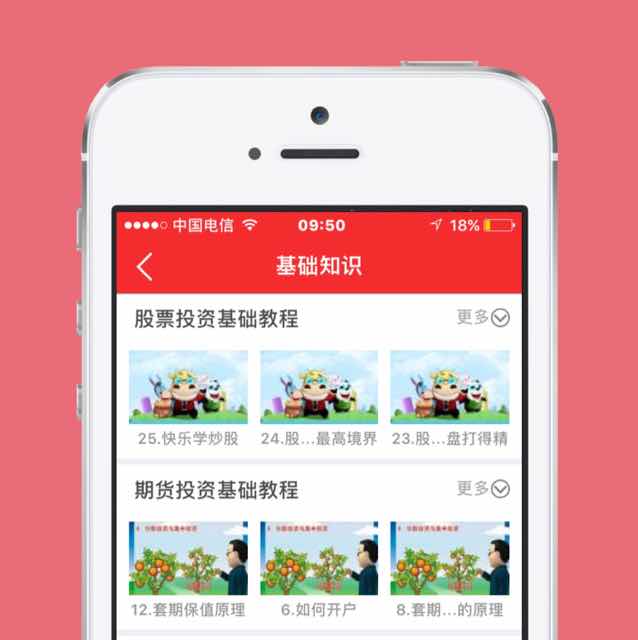 中国电信 09:50 18%
基础知识
股票投资基础教程 更多
25.快乐学炒股 24.股...最高境界 23.股...盘打得精
期货投资基础教程 更多
12.套期保值原理 6.如何开户 8.套期...的原理